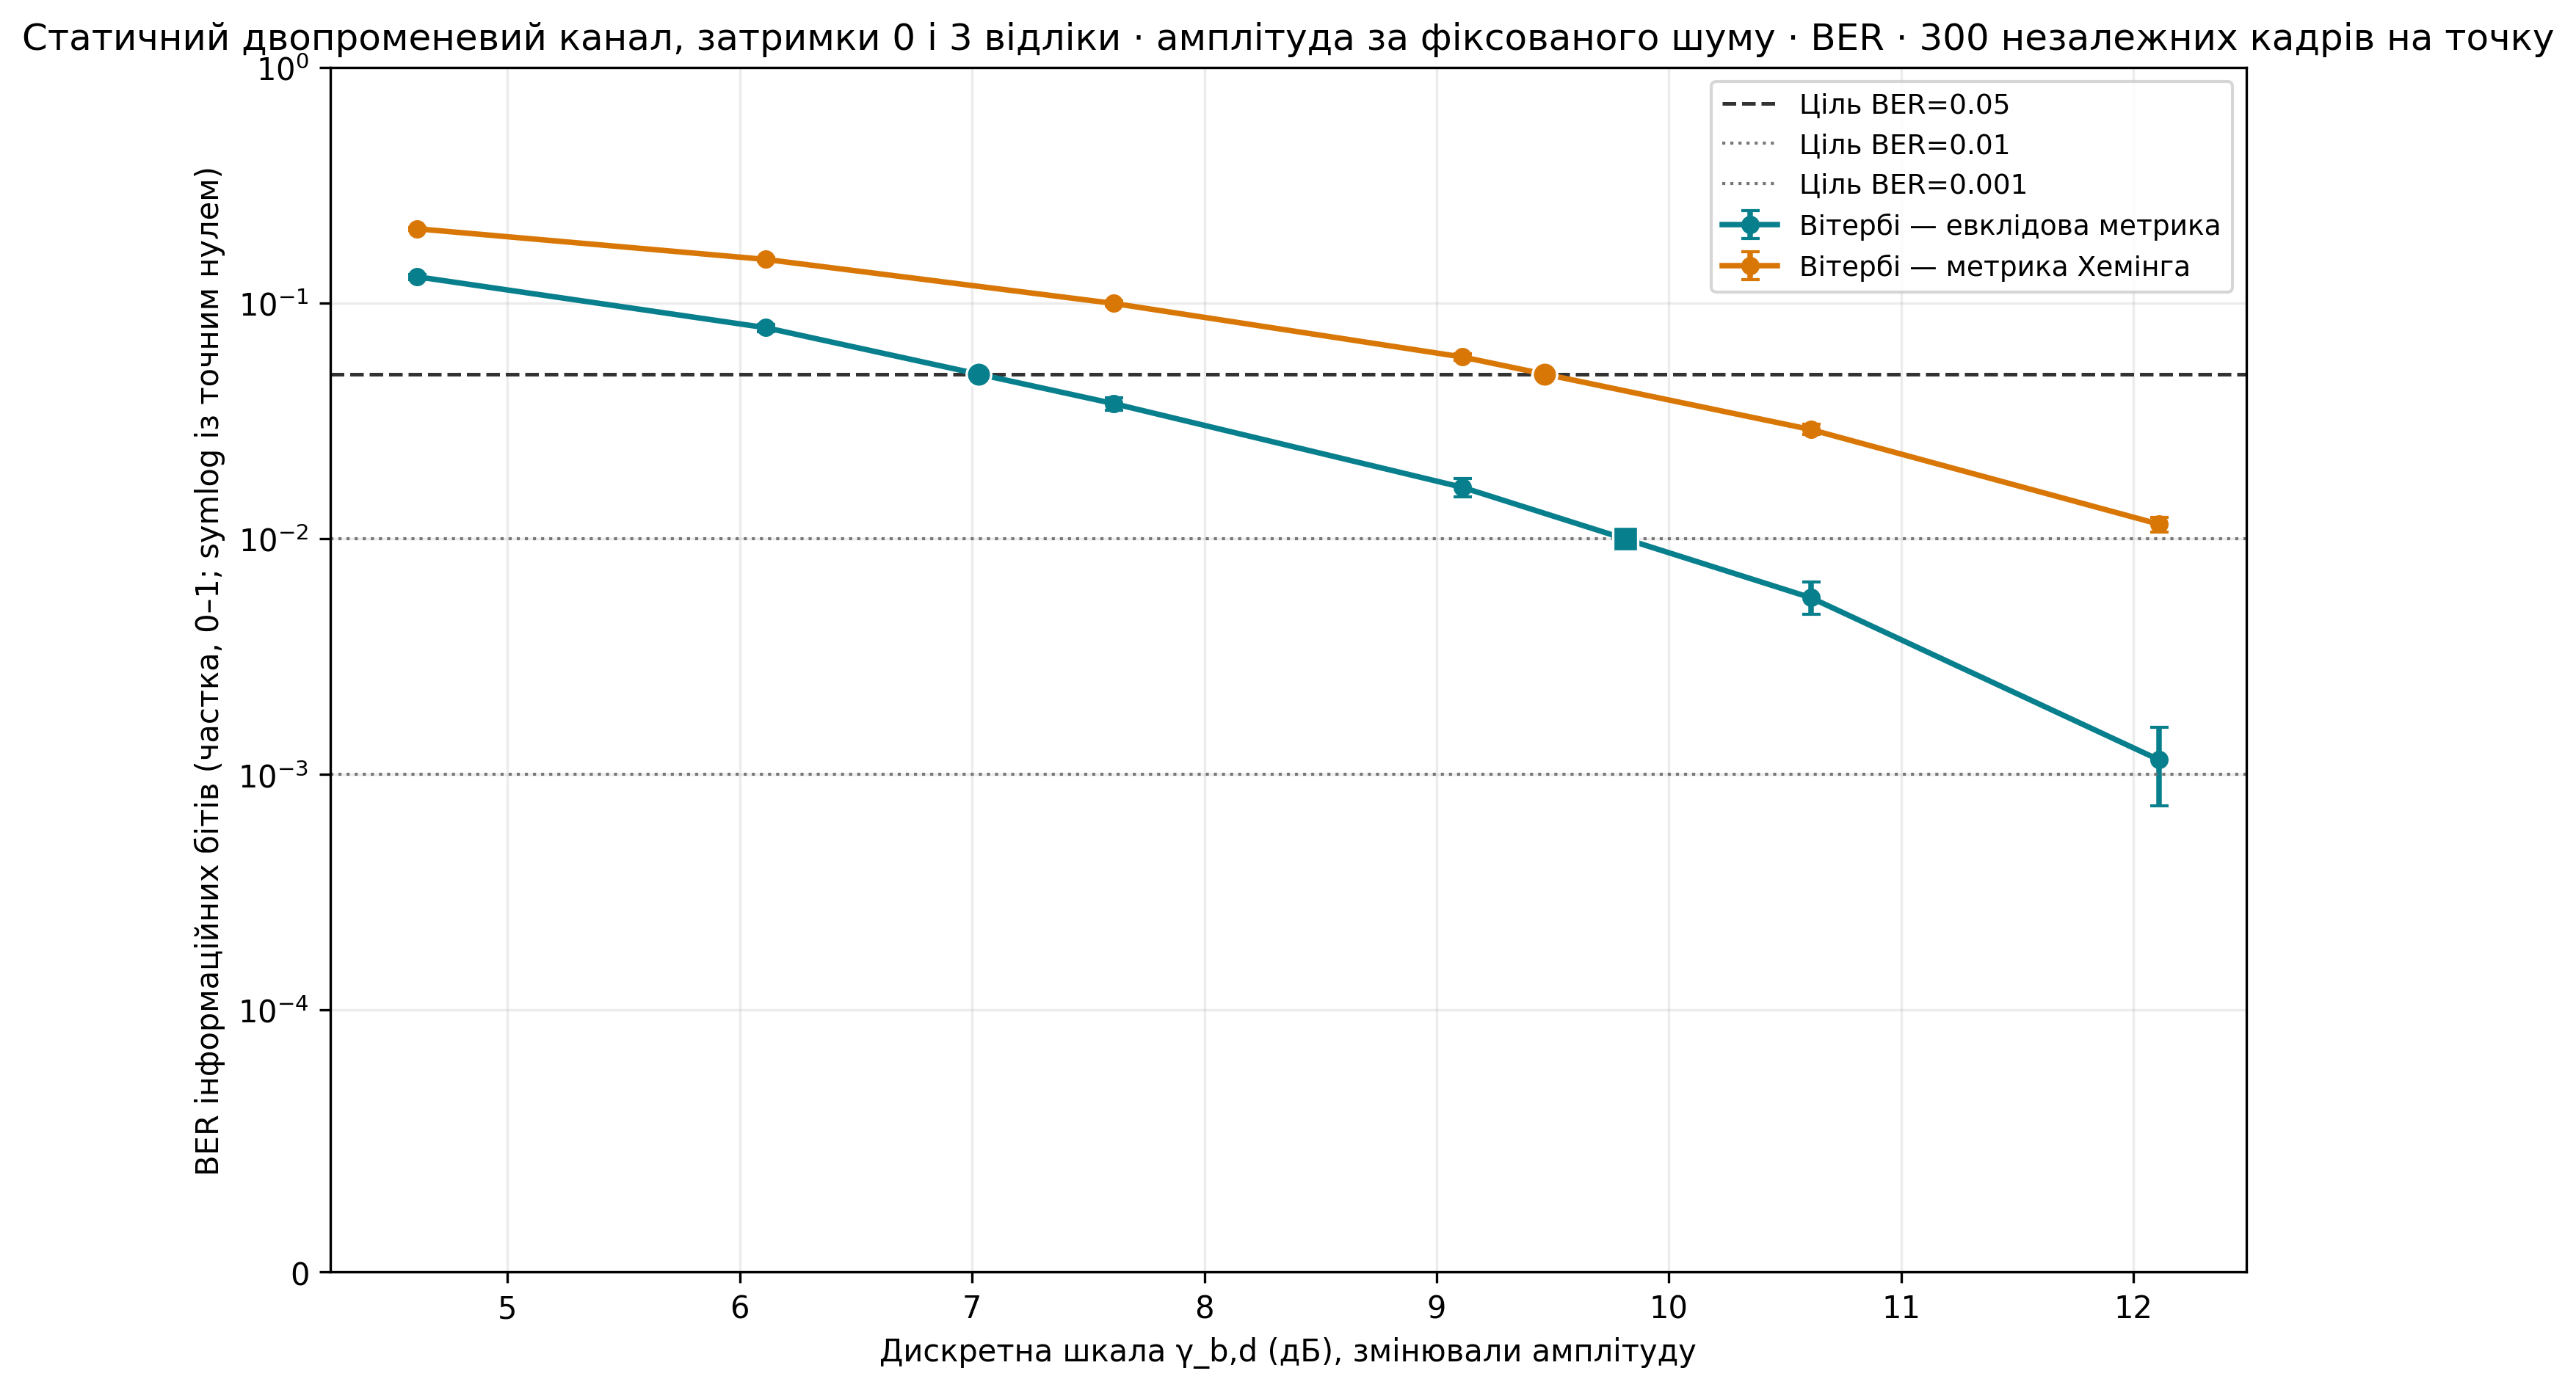 Статичний двопроменевий канал, затримки 0 і 3 відліки · амплітуда за фіксованого шуму · BER · 300 незалежних кадрів на точку
BER інформаційних бітів (частка, 0–1; symlog із точним нулем)
10⁰
10⁻¹
10⁻²
10⁻³
10⁻⁴
0
Ціль BER=0.05
Ціль BER=0.01
Ціль BER=0.001
Вітербі — евклідова метрика
Вітербі — метрика Хемінга
5 6 7 8 9 10 11 12
Дискретна шкала γ_b,d (дБ), змінювали амплітуду